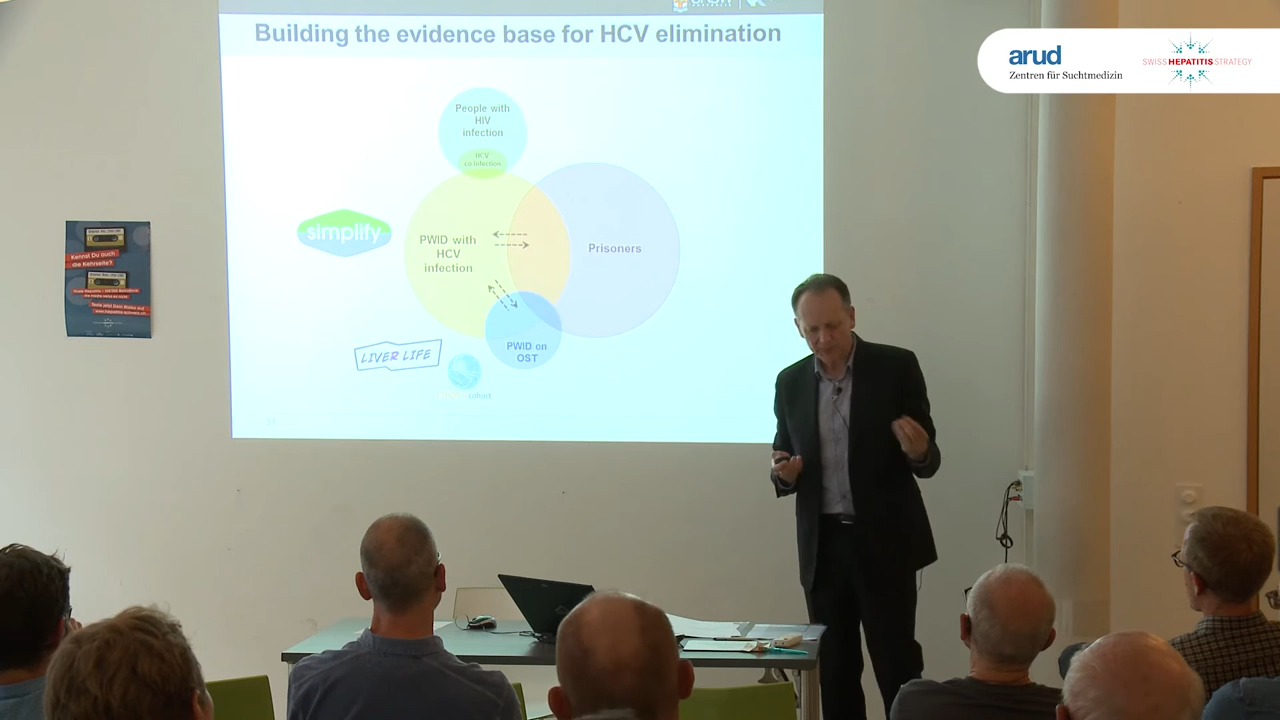 Building the evidence base for HCV elimination
People with
HIV
infection
HCV
co-infection
simplify
PWID with
HCV
infection
Prisoners
PWID on
OST
LIVER LIFE
cohort
arud
Zentren für Suchtmedizin
SWISS HEPATITIS STRATEGY
Kennst Du auch
die Kehrseite?